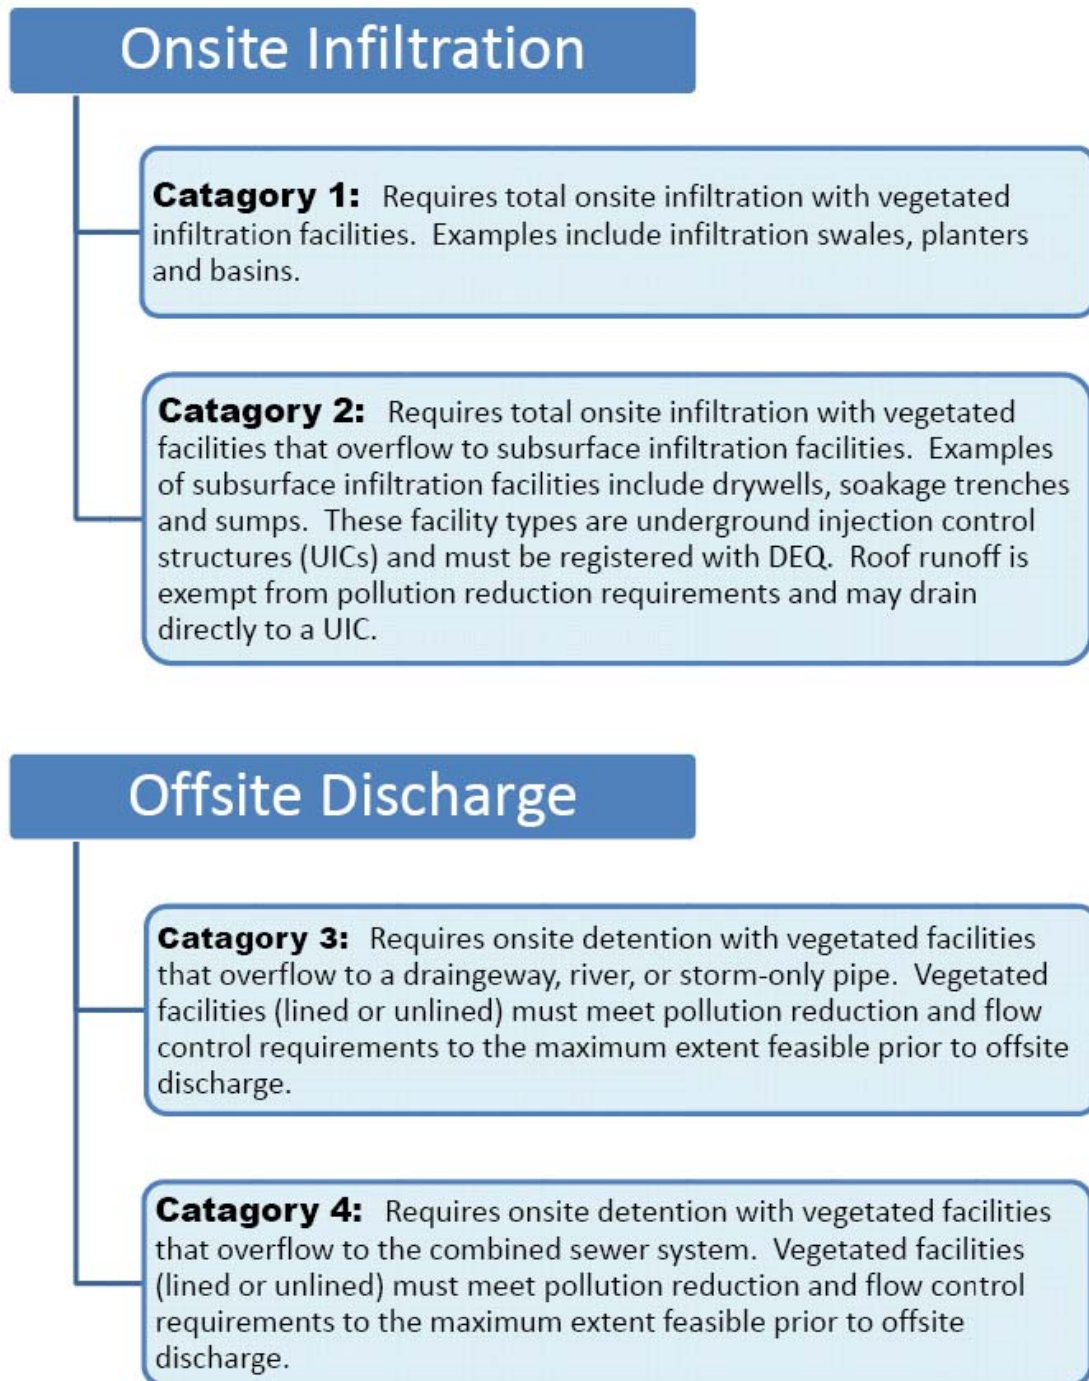 Onsite Infiltration
Catagory 1: Requires total onsite infiltration with vegetated
infiltration facilities. Examples include infiltration swales, planters
and basins.
Catagory 2: Requires total onsite infiltration with vegetated
facilities that overflow to subsurface infiltration facilities. Examples
of subsurface infiltration facilities include drywells, soakage trenches
and sumps. These facility types are underground injection control
structures (UICs) and must be registered with DEQ. Roof runoff is
exempt from pollution reduction requirements and may drain
directly to a UIC.
Offsite Discharge
Catagory 3: Requires onsite detention with vegetated facilities
that overflow to a draingeway, river, or storm-only pipe. Vegetated
facilities (lined or unlined) must meet pollution reduction and flow
control requirements to the maximum extent feasible prior to offsite
discharge.
Catagory 4: Requires onsite detention with vegetated facilities
that overflow to the combined sewer system. Vegetated facilities
(lined or unlined) must meet pollution reduction and flow control
requirements to the maximum extent feasible prior to offsite
discharge.